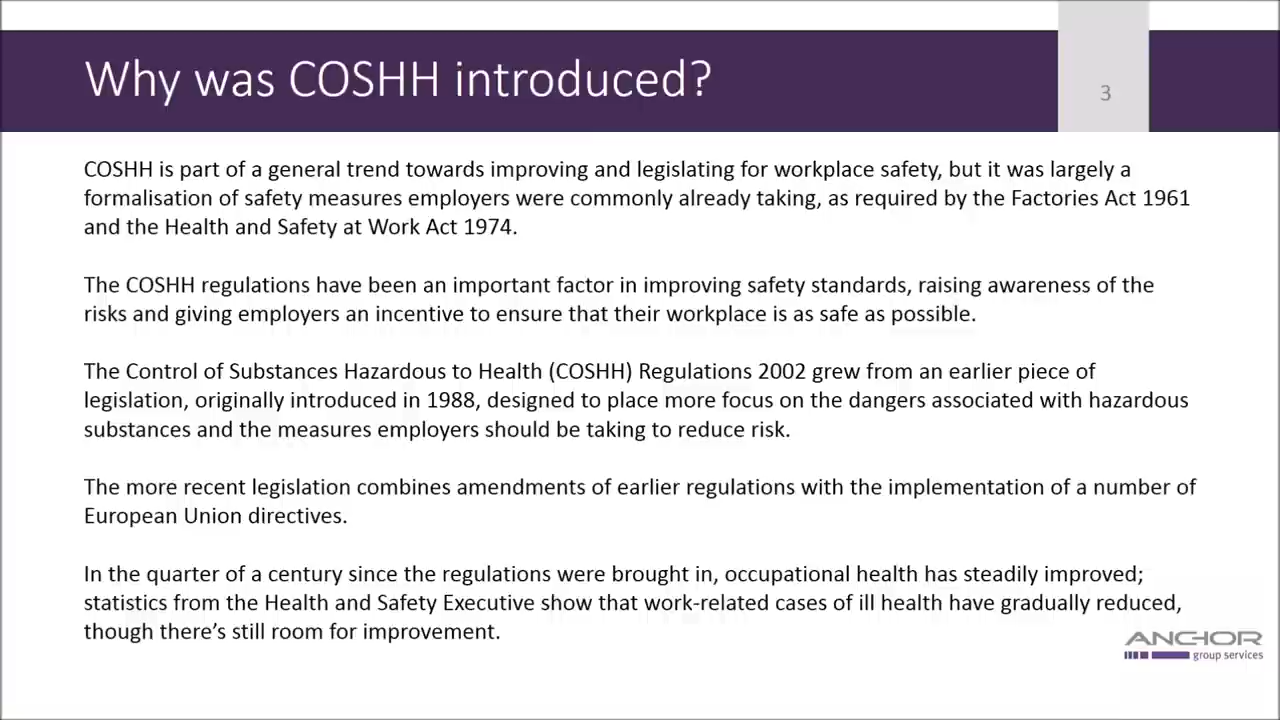 Why was COSHH introduced?
3
COSHH is part of a general trend towards improving and legislating for workplace safety, but it was largely a
formalisation of safety measures employers were commonly already taking, as required by the Factories Act 1961
and the Health and Safety at Work Act 1974.
The COSHH regulations have been an important factor in improving safety standards, raising awareness of the
risks and giving employers an incentive to ensure that their workplace is as safe as possible.
The Control of Substances Hazardous to Health (COSHH) Regulations 2002 grew from an earlier piece of
legislation, originally introduced in 1988, designed to place more focus on the dangers associated with hazardous
substances and the measures employers should be taking to reduce risk.
The more recent legislation combines amendments of earlier regulations with the implementation of a number of
European Union directives.
In the quarter of a century since the regulations were brought in, occupational health has steadily improved;
statistics from the Health and Safety Executive show that work-related cases of ill health have gradually reduced,
though there’s still room for improvement.
ANCHOR
group services